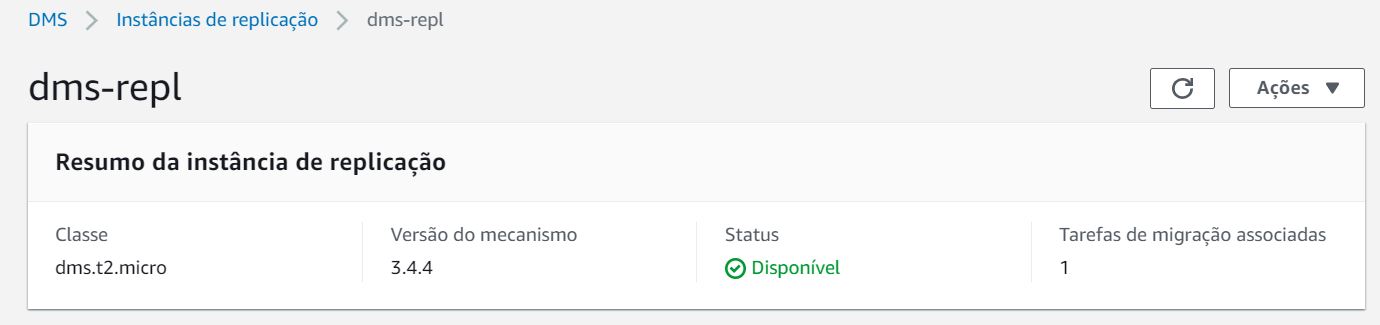 DMS Instâncias de replicação dms-repl
dms-repl
Ações
Resumo da instância de replicação
Classe Versão do mecanismo Status Tarefas de migração associadas
dms.t2.micro 3.4.4 Disponível 1